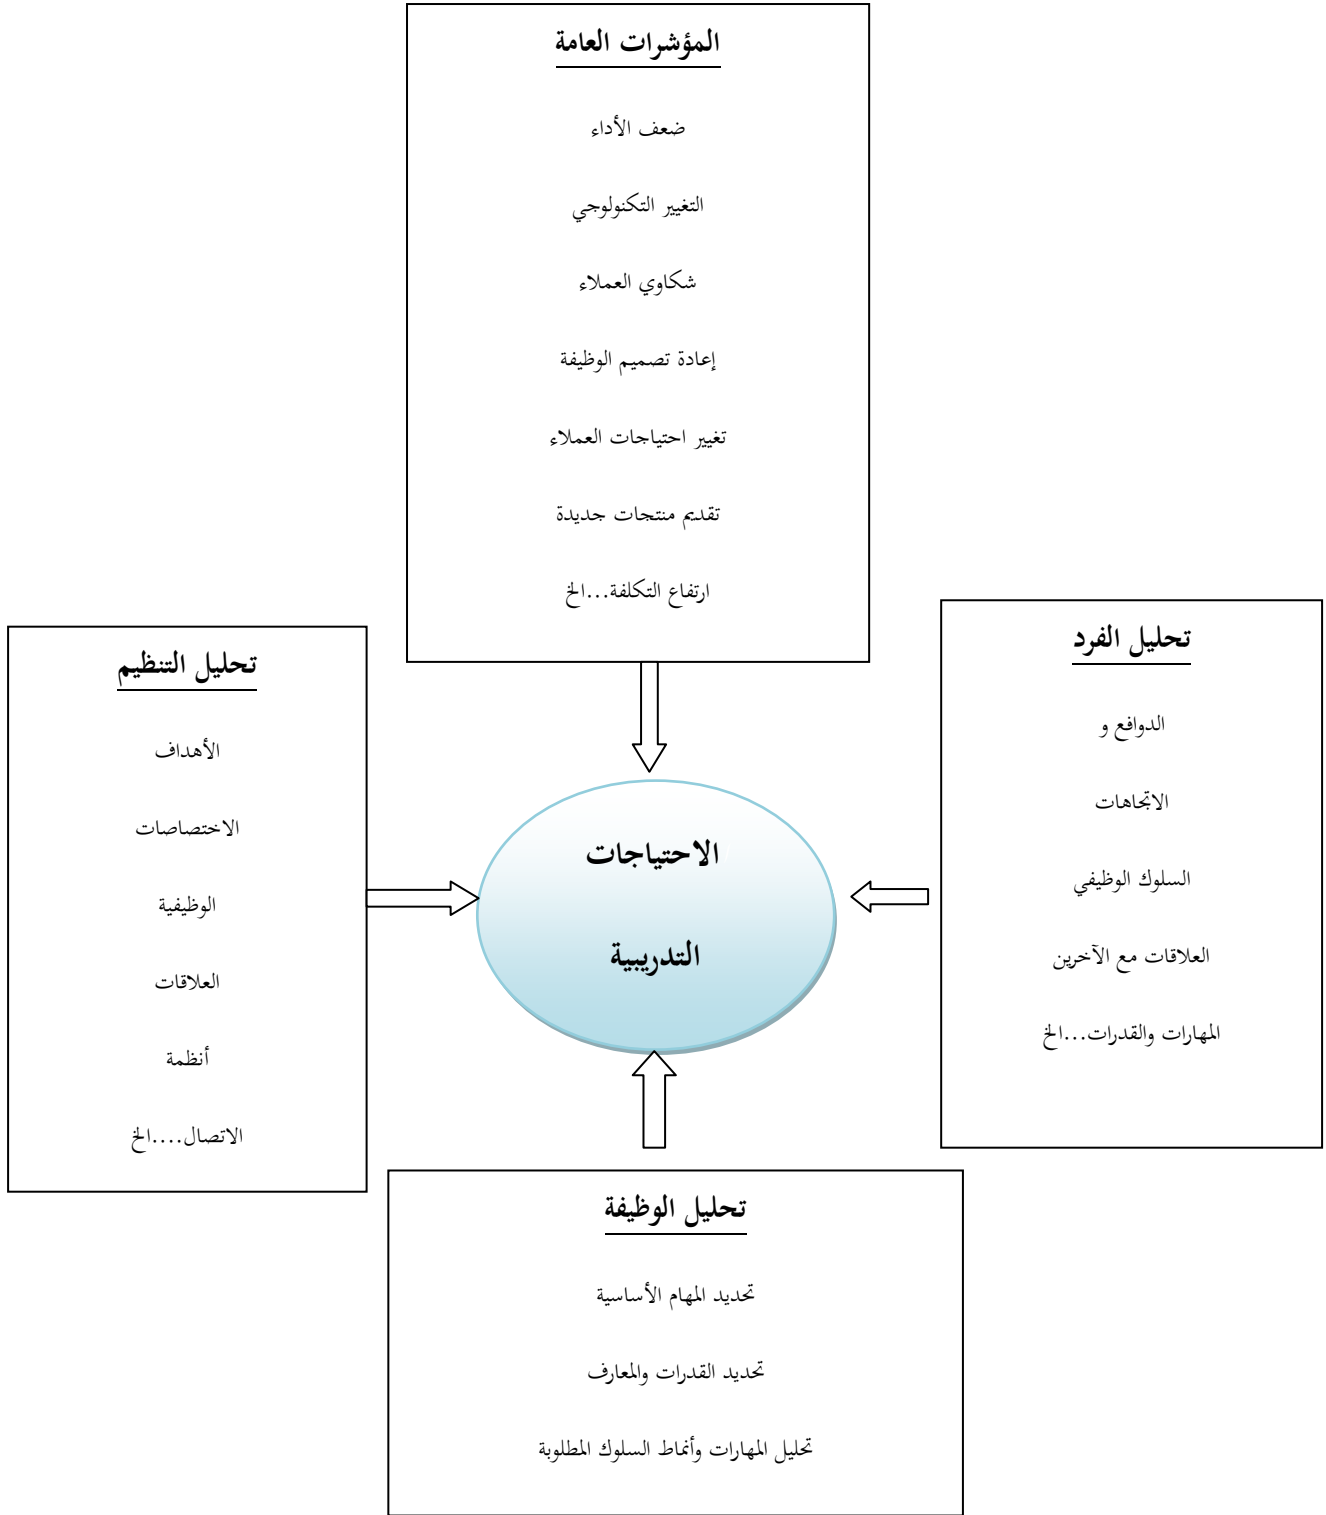 المؤشرات العامة
ضعف الأداء
التغيير التكنولوجي
شكاوي العملاء
إعادة تصميم الوظيفة
تغيير احتياجات العملاء
تقديم منتجات جديدة
ارتفاع التكلفة...الخ
تحليل الفرد
الدوافع و
الاتجاهات
السلوك الوظيفي
العلاقات مع الآخرين
المهارات والقدرات...الخ
الاحتياجات
التدريبية
تحليل التنظيم
الأهداف
الاختصاصات
الوظيفية
العلاقات
أنظمة
الاتصال....الخ
تحليل الوظيفة
تحديد المهام الأساسية
تحديد القدرات والمعارف
تحليل المهارات وأنماط السلوك المطلوبة